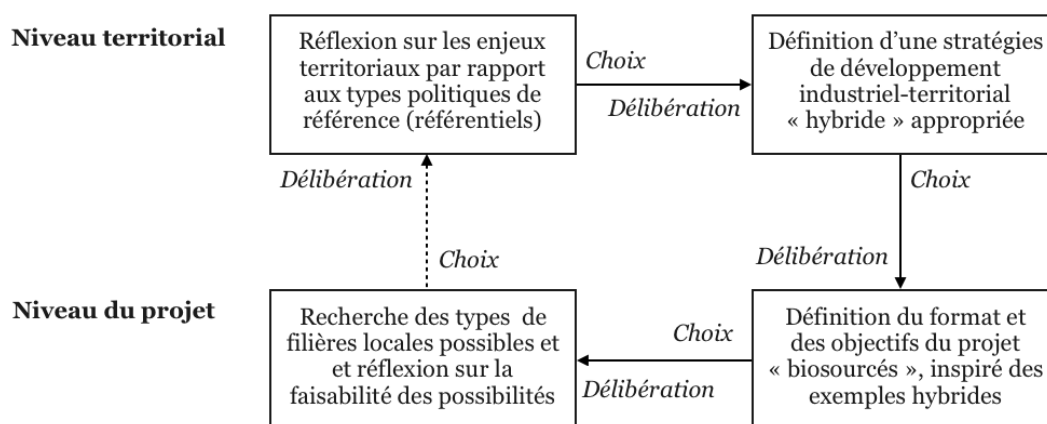 Niveau territorial
Réflexion sur les enjeux
territoriaux par rapport
aux types politiques de
référence (référentiels)
Choix
Délibération
Définition d'une stratégies
de développement
industriel-territorial
« hybride » appropriée
Délibération
Choix
Choix
Délibération
Niveau du projet
Recherche des types de
filières locales possibles et
et réflexion sur la
faisabilité des possibilités
Choix
Délibération
Définition du format et
des objectifs du projet
« biosourcés », inspiré des
exemples hybrides